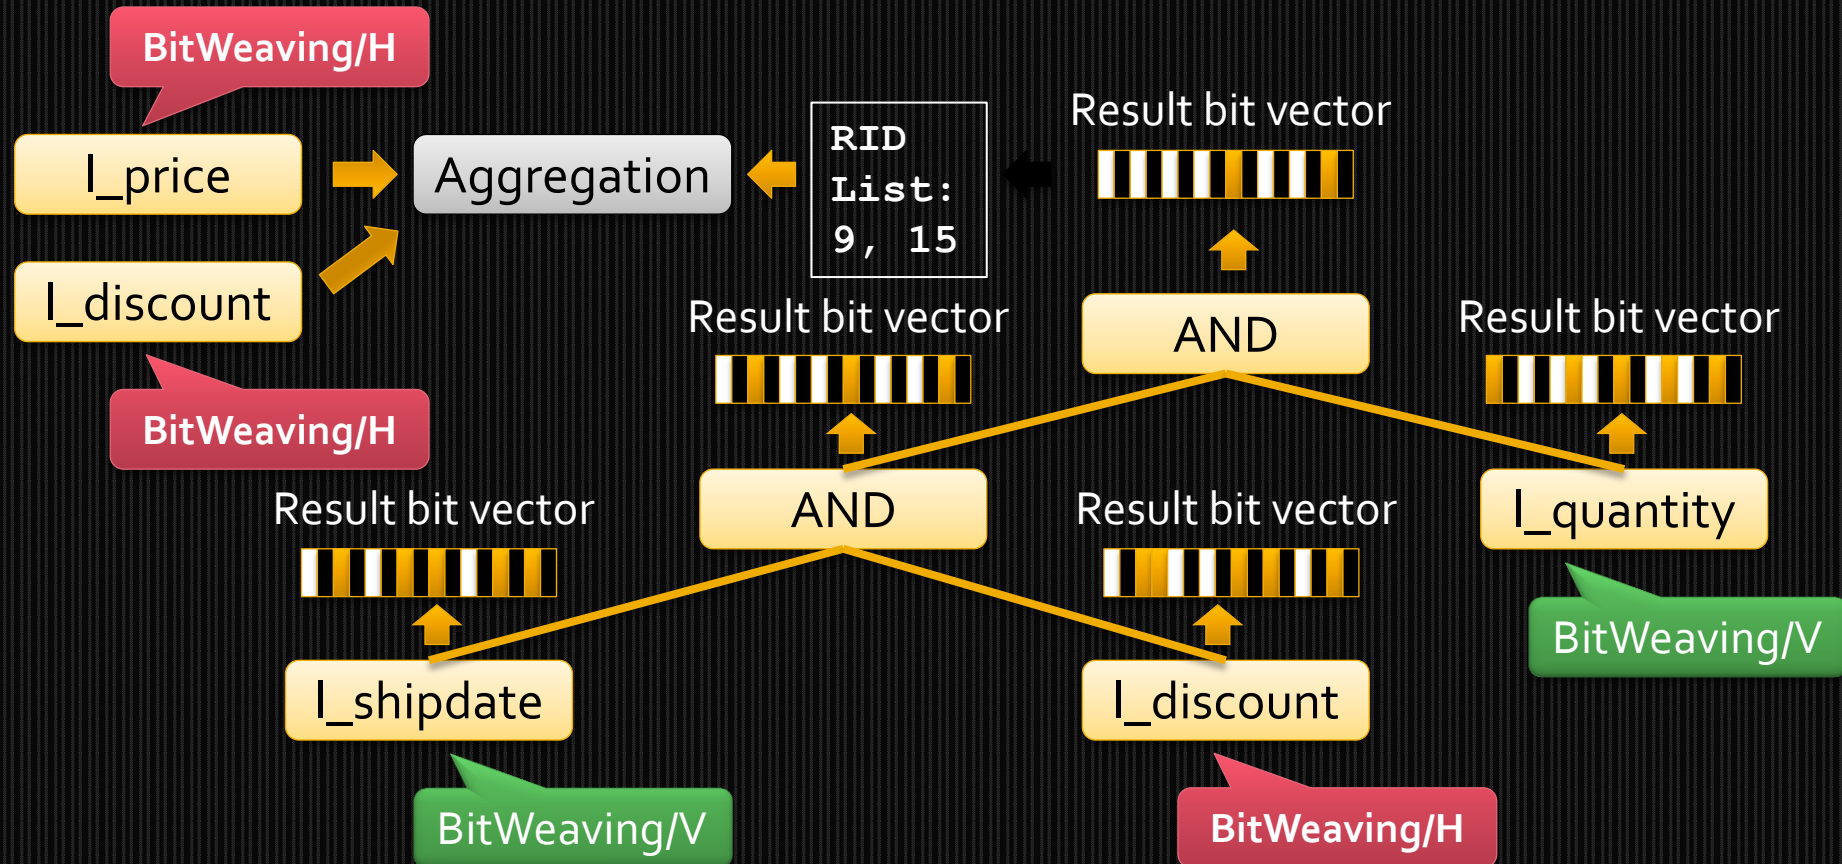 BitWeaving/H
l_price
Aggregation
RID
List:
9, 15
Result bit vector
l_discount
BitWeaving/H
Result bit vector
AND
Result bit vector
Result bit vector
AND
Result bit vector
l_quantity
BitWeaving/V
l_shipdate
l_discount
BitWeaving/V
BitWeaving/H